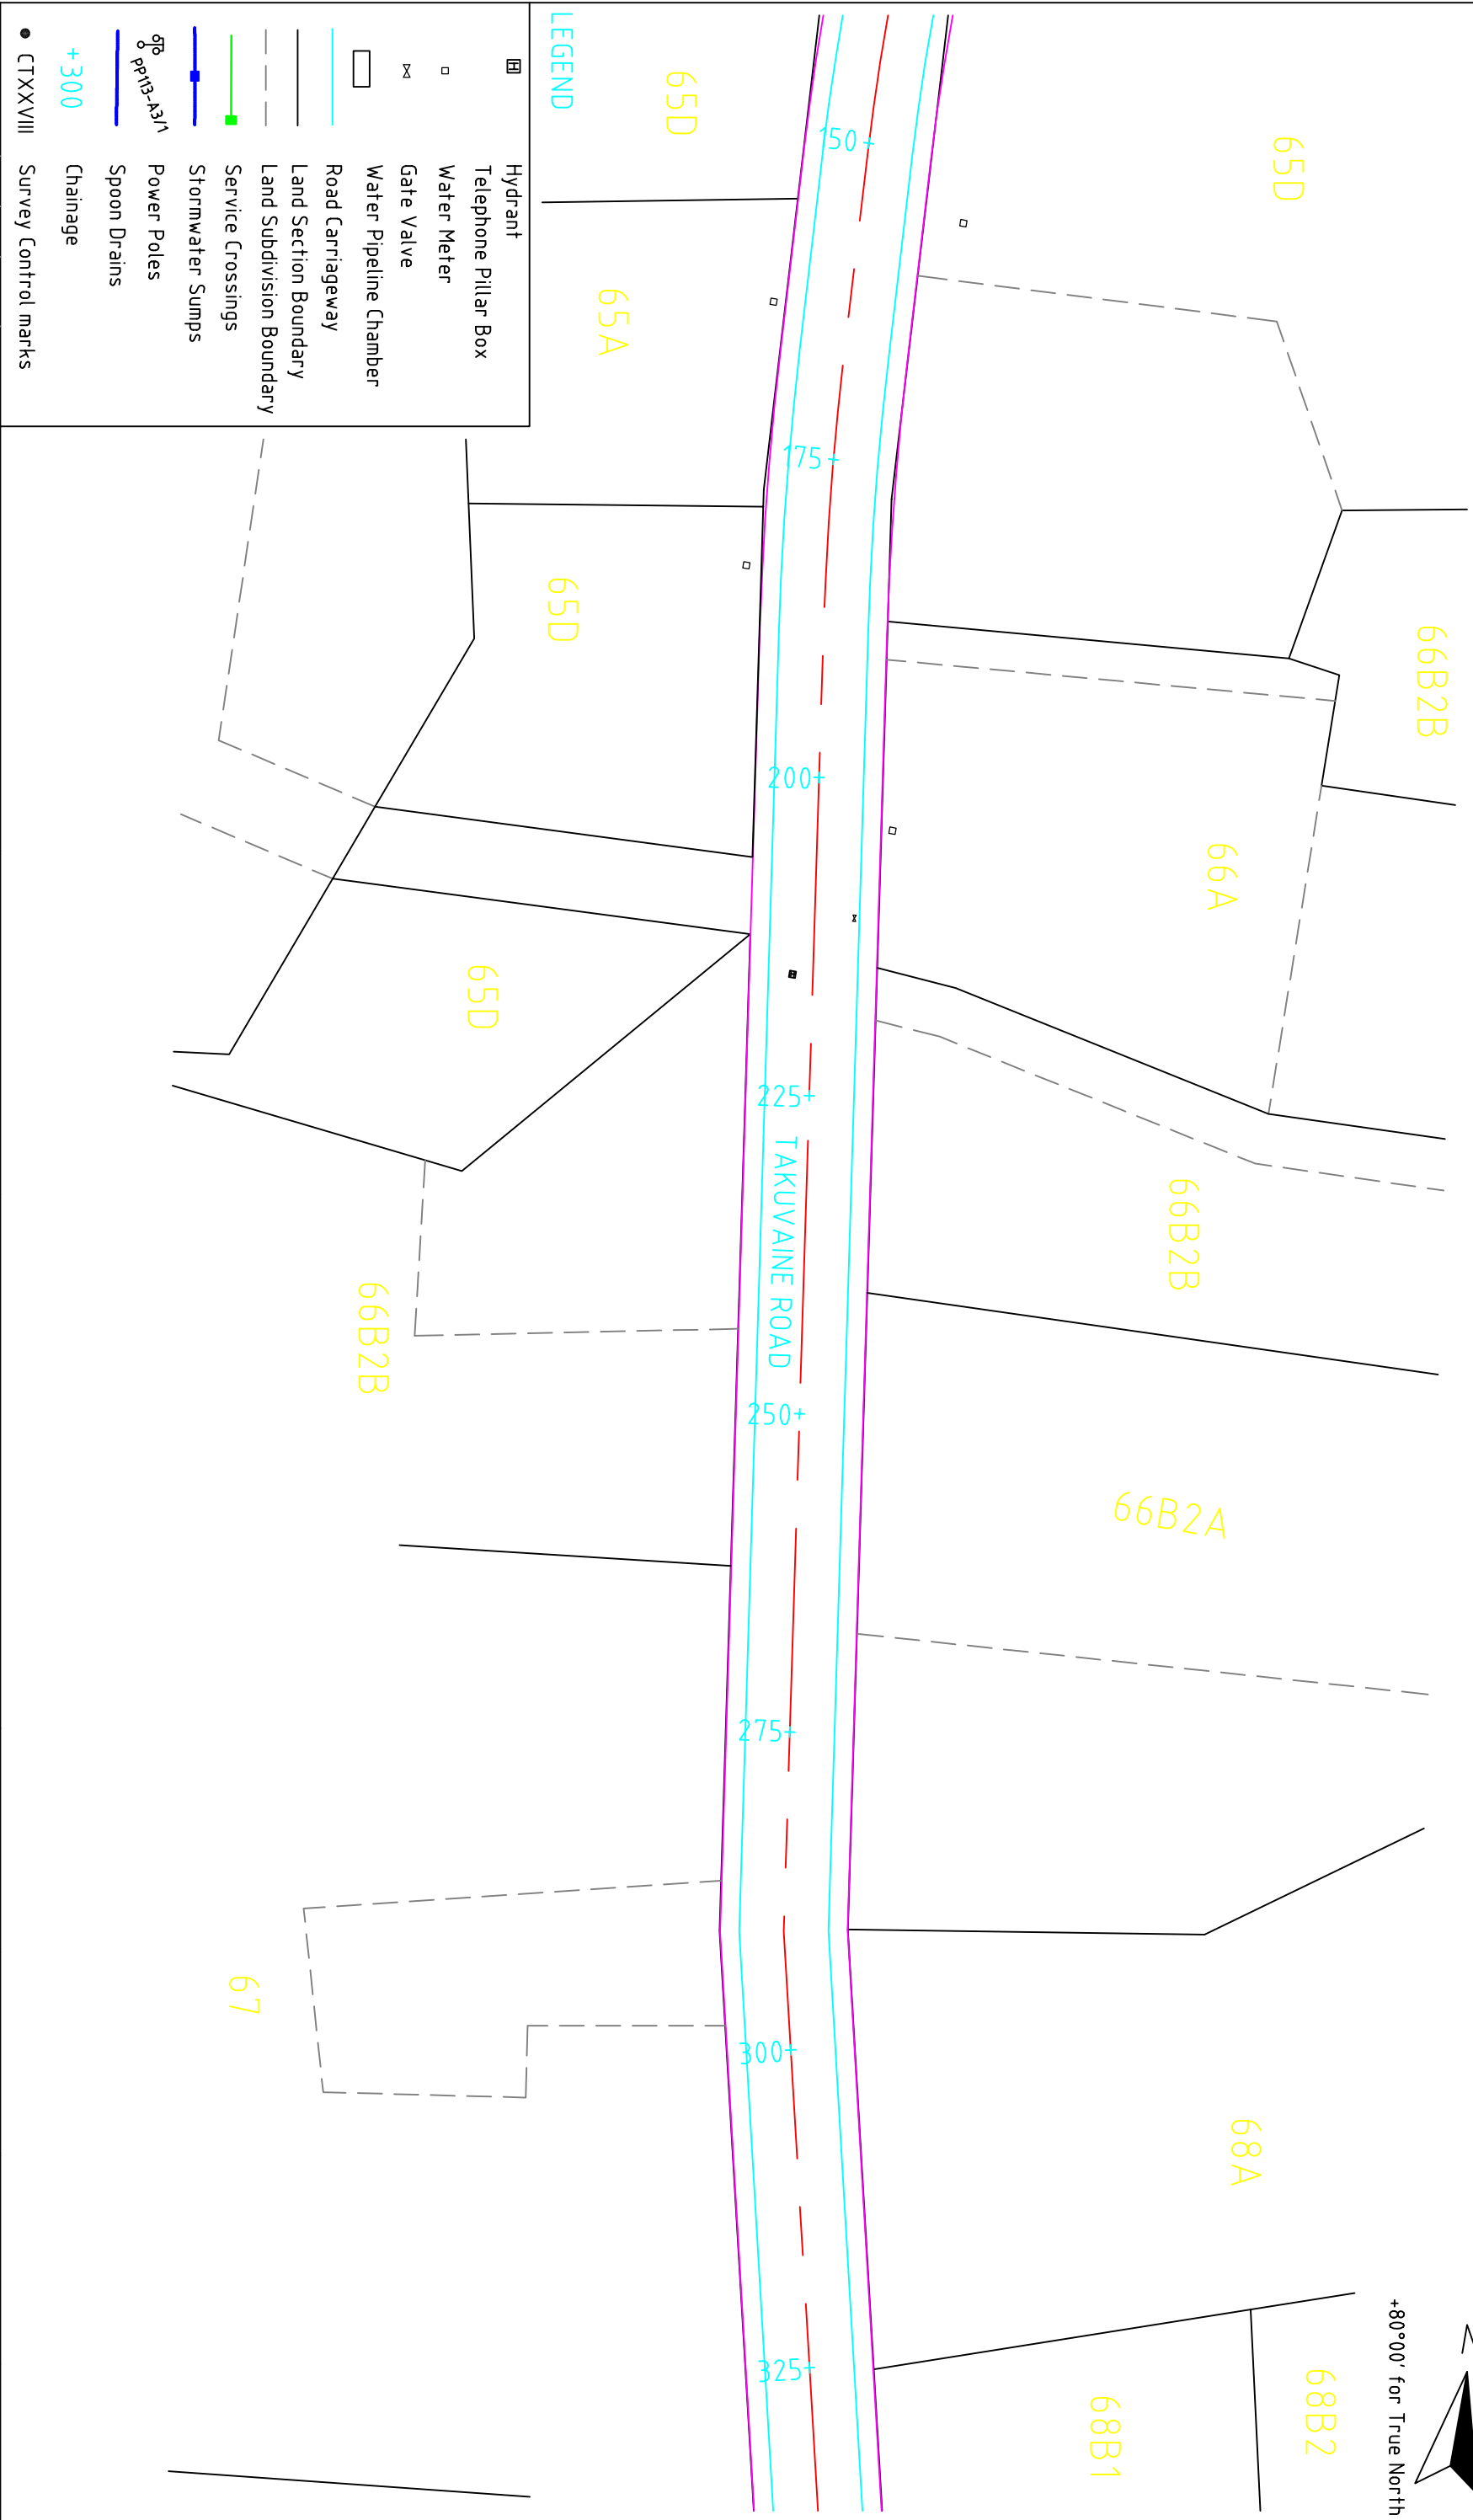 LEGEND
Hydrant
Telephone Pillar Box
Water Meter
Gate Valve
Water Pipeline Chamber
Road Carriageway
Land Section Boundary
Land Subdivision Boundary
Service Crossings
Stormwater Sumps
PP113-A3/1 Power Poles
Spoon Drains
+300 Chainage
CTXXVIII Survey Control marks
65D
65D
65A
65D
66B2B
66A
65D
66B2B
66B2B
66B2A
67
68A
68B2
68B1
150+
175+
200+
225+
TAKUVAINE ROAD
250+
275+
300+
325+
+80°00' for True North